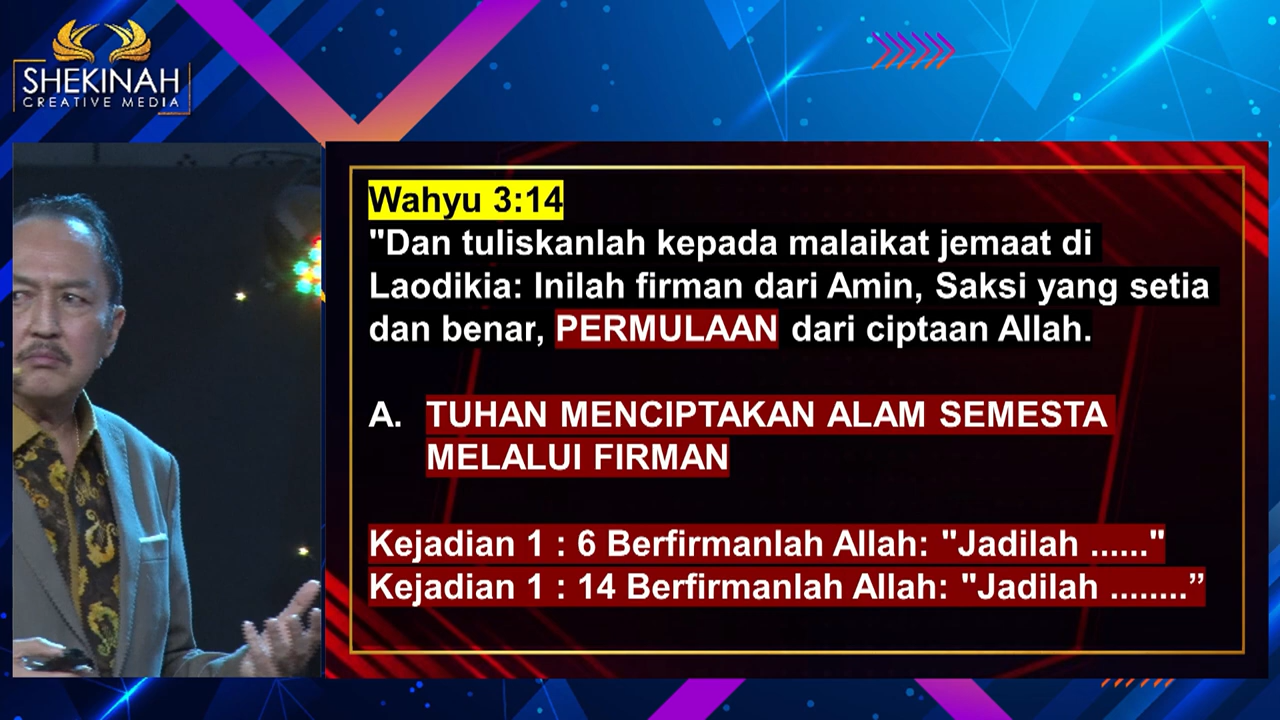 SHEKINAH
CREATIVE MEDIA
Wahyu 3:14
"Dan tuliskanlah kepada malaikat jemaat di
Laodikia: Inilah firman dari Amin, Saksi yang setia
dan benar, PERMULAAN dari ciptaan Allah.
A. TUHAN MENCIPTAKAN ALAM SEMESTA
MELALUI FIRMAN
Kejadian 1 : 6 Berfirmanlah Allah: "Jadilah ......"
Kejadian 1 : 14 Berfirmanlah Allah: "Jadilah ........”